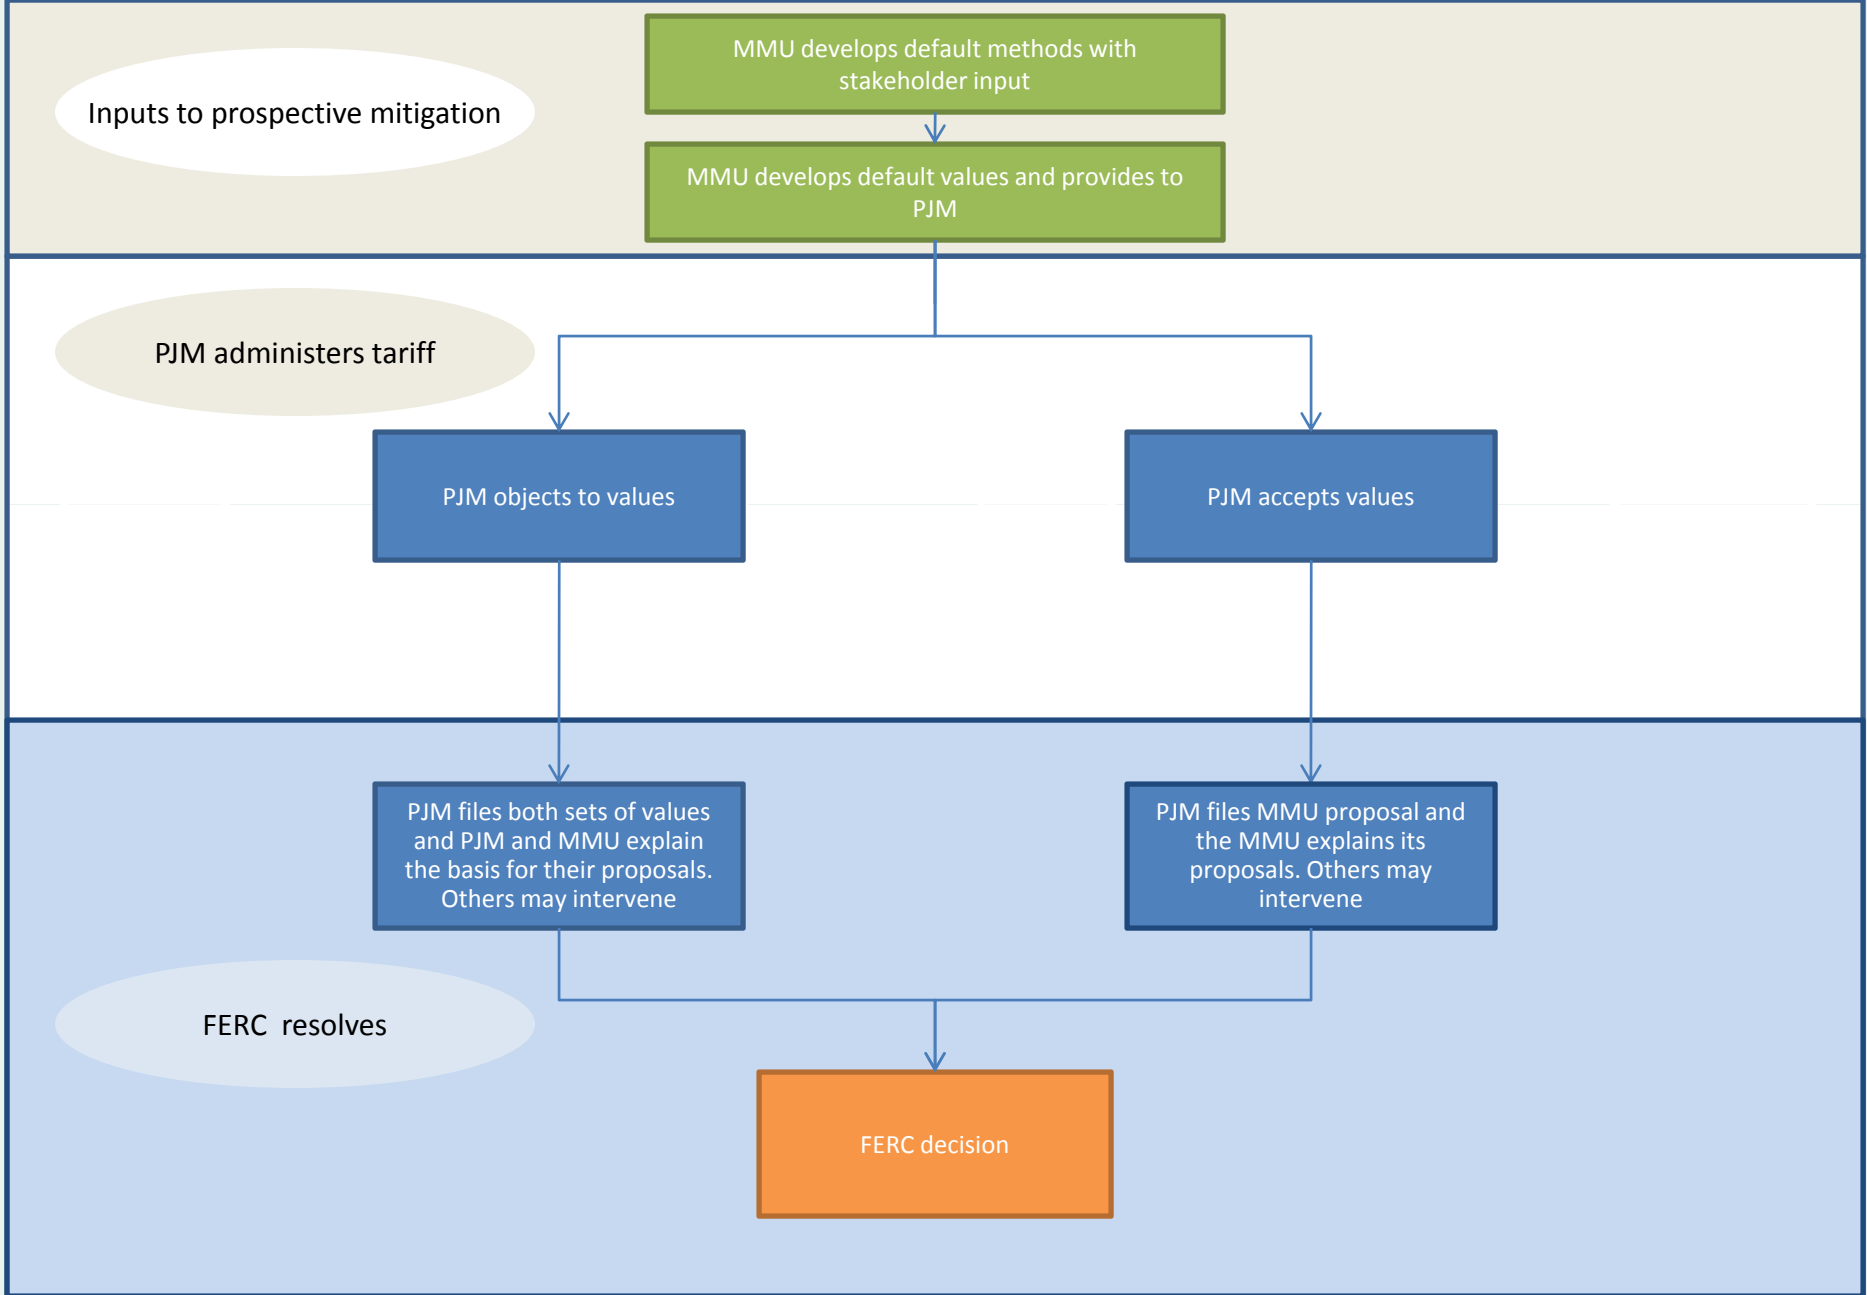 MMU develops default methods with
stakeholder input
Inputs to prospective mitigation
MMU develops default values and provides to
PJM
PJM administers tariff
PJM objects to values
PJM accepts values
PJM files both sets of values
and PJM and MMU explain
the basis for their proposals.
Others may intervene
PJM files MMU proposal and
the MMU explains its
proposals. Others may
intervene
FERC  resolves
FERC decision